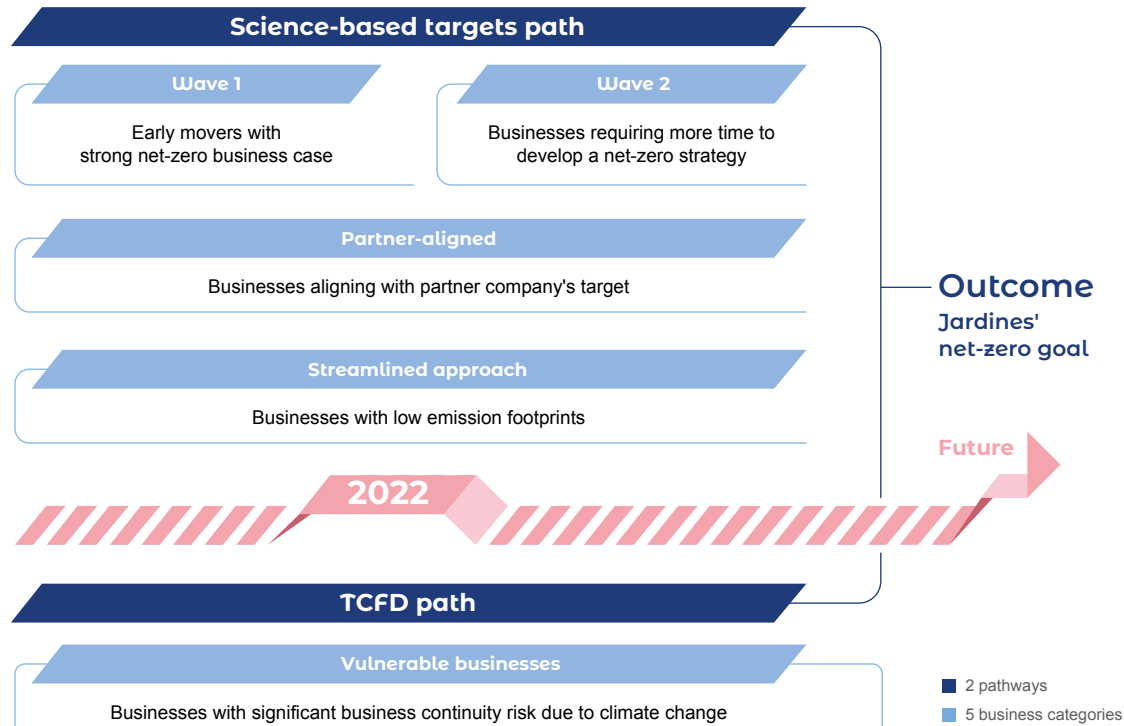 Science-based targets path
Wave 1
Early movers with
strong net-zero business case
Wave 2
Businesses requiring more time to
develop a net-zero strategy
Partner-aligned
Businesses aligning with partner company's target
Streamlined approach
Businesses with low emission footprints
Outcome
Jardines'
net-zero goal
Future
2022
TCFD path
Vulnerable businesses
Businesses with significant business continuity risk due to climate change
2 pathways
5 business categories